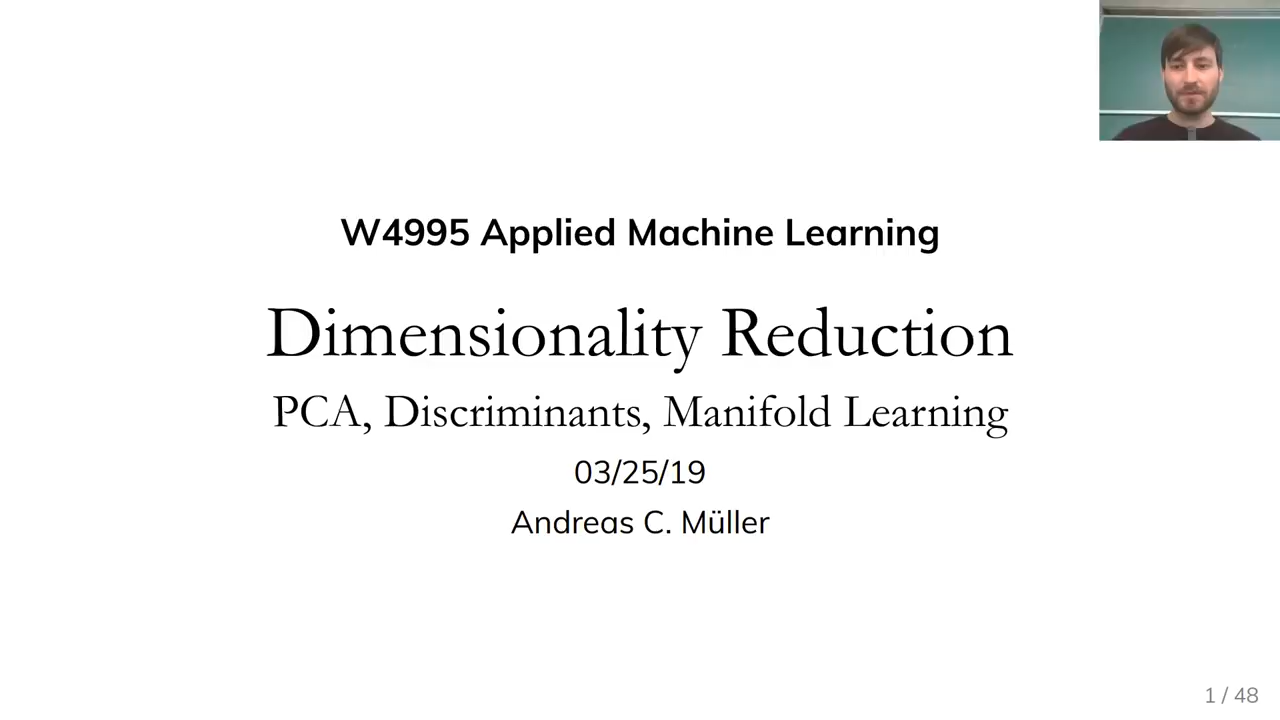 W4995 Applied Machine Learning
Dimensionality Reduction
PCA, Discriminants, Manifold Learning
03/25/19
Andreas C. Müller
1 / 48